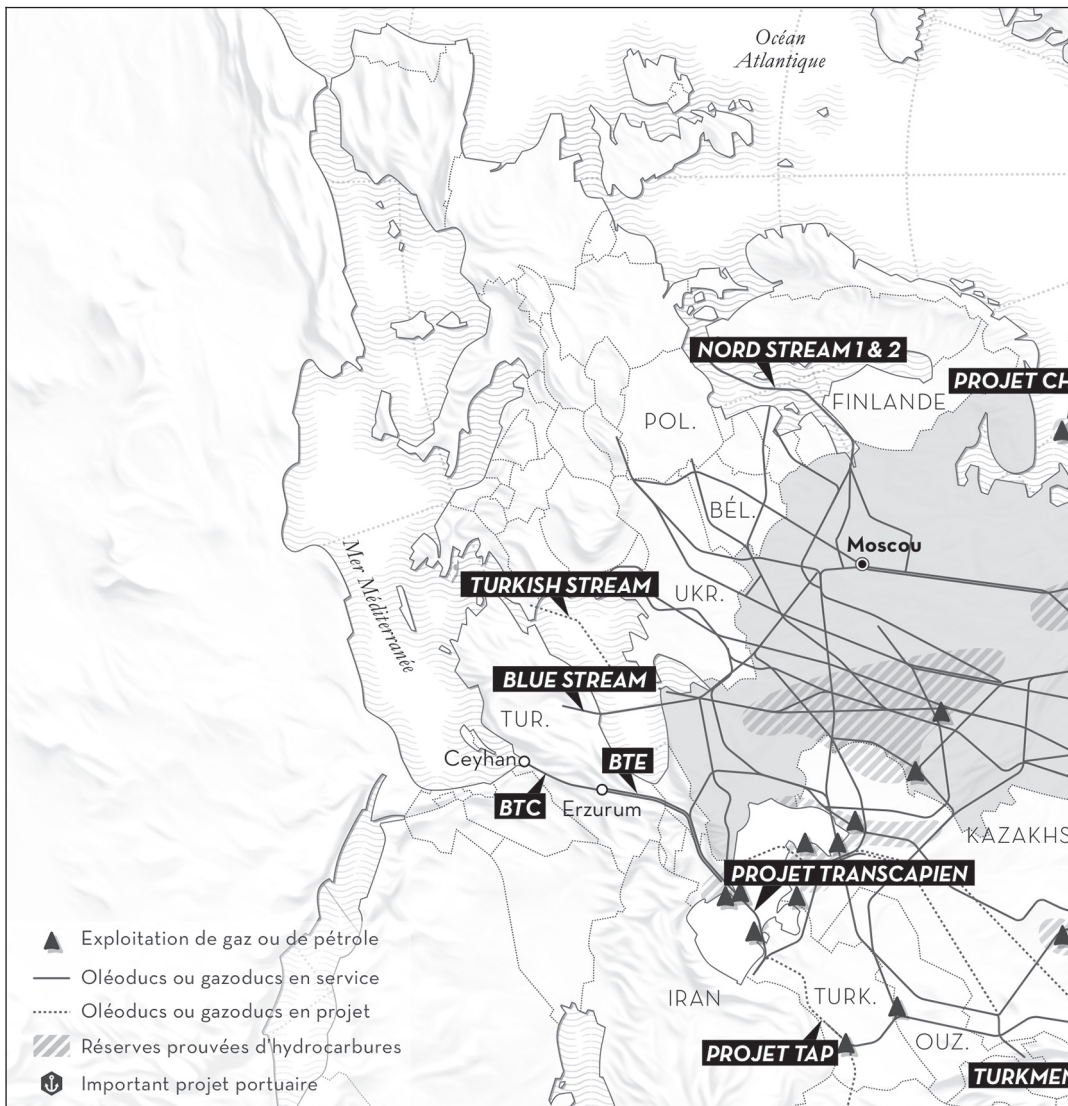 Océan
Atlantique
NORD STREAM 1 & 2
PROJET CH
FINLANDE
POL.
BÉL.
Moscou
Mer Méditerranée
TURKISH STREAM
UKR.
BLUE STREAM
TUR.
Ceyhan
BTE
BTC
Erzurum
KAZAKHS
PROJET TRANSCAPIEN
Exploitation de gaz ou de pétrole
Oléoducs ou gazoducs en service
IRAN
TURK.
Oléoducs ou gazoducs en projet
OUZ.
Réserves prouvées d'hydrocarbures
PROJET TAP
TURKMEN
Important projet portuaire